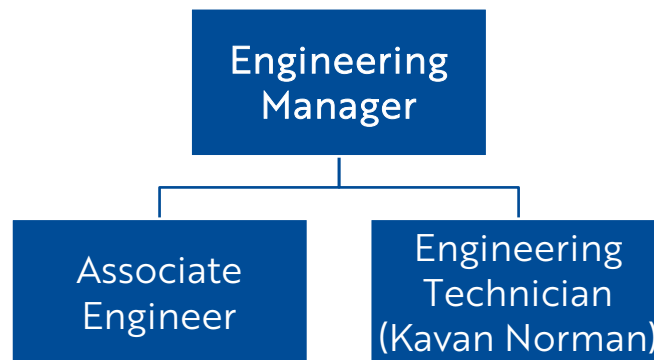 Engineering
Manager
Associate
Engineer
Engineering
Technician
(Kavan Norman)